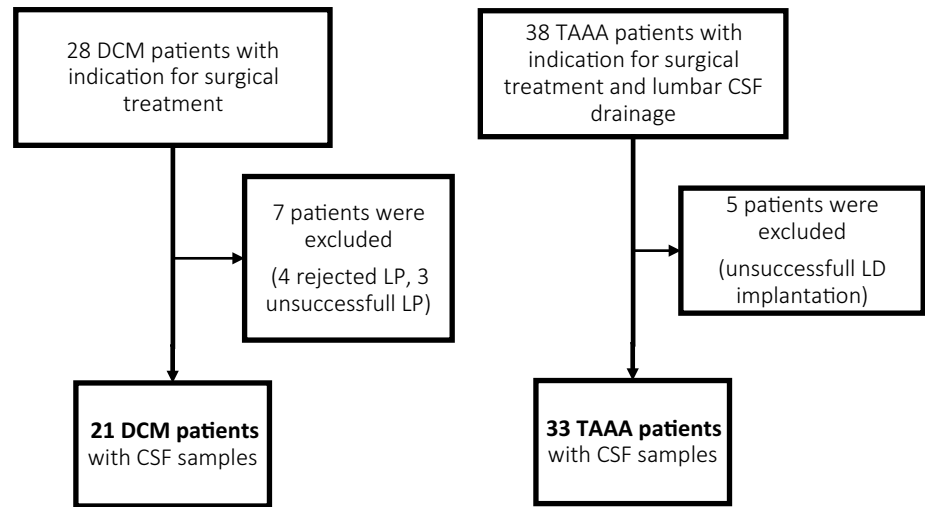 28 DCM patients with
indication for surgical
treatment
7 patients were
excluded
(4 rejected LP, 3
unsuccessfull LP)
21 DCM patients
with CSF samples
38 TAAA patients with
indication for surgical
treatment and lumbar CSF
drainage
5 patients were
excluded
(unsuccessfull LD
implantation)
33 TAAA patients
with CSF samples